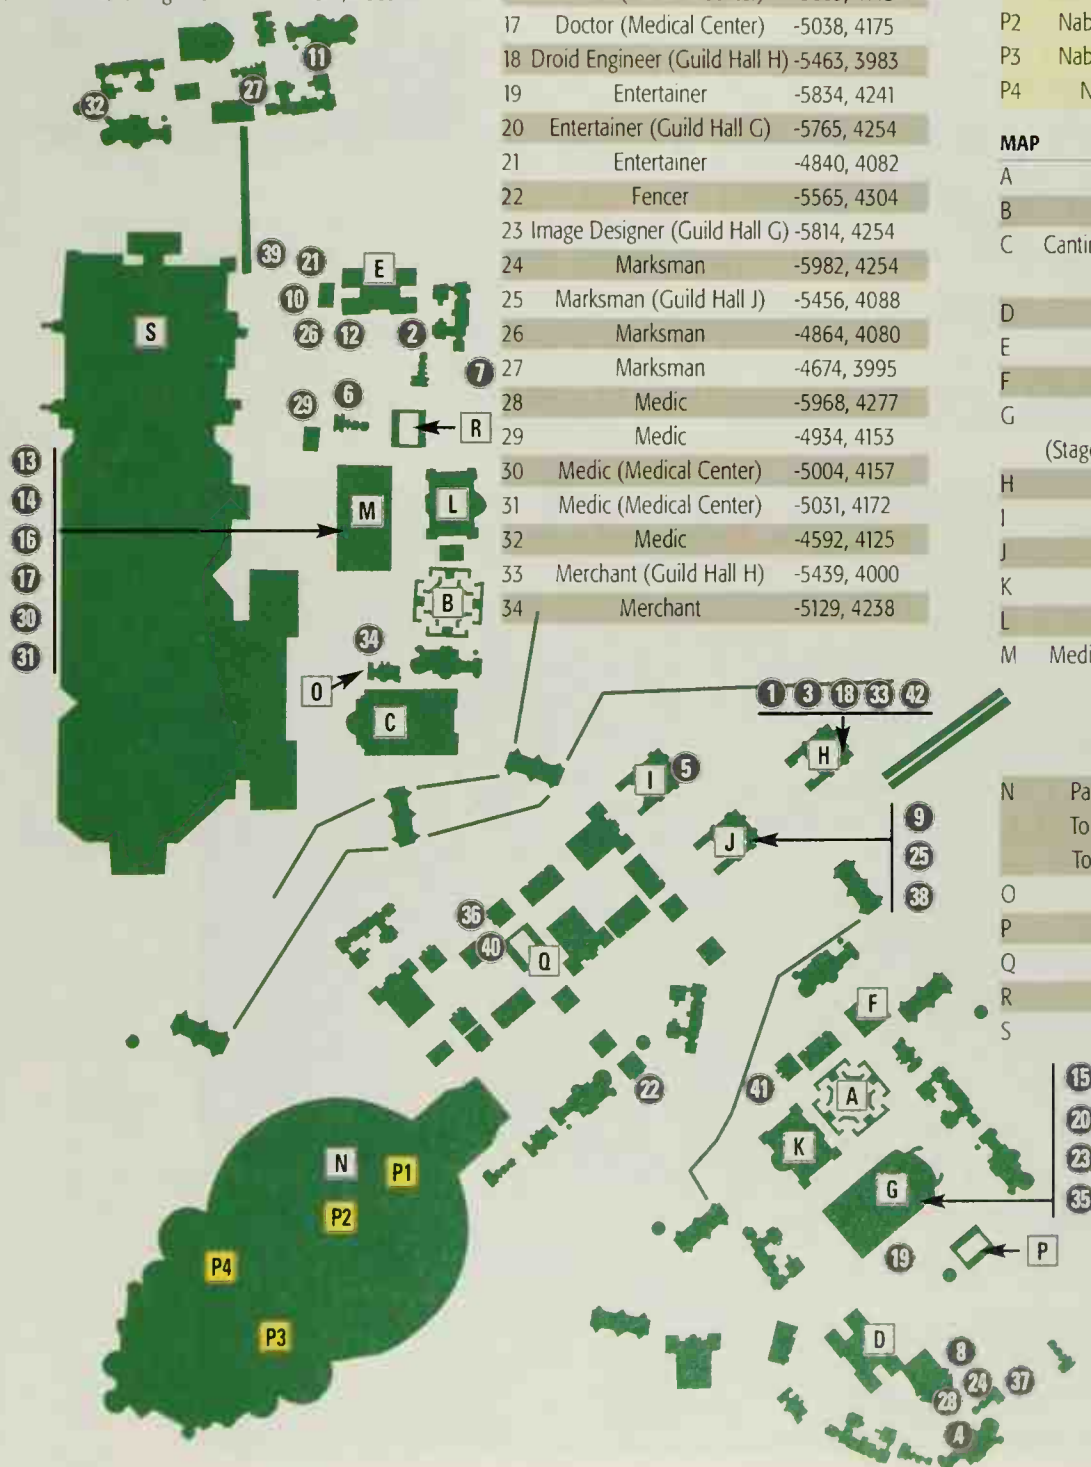 17 Doctor (Medical Center) -5038, 4175
18 Droid Engineer (Guild Hall H) -5463, 3983
19 Entertainer -5834, 4241
20 Entertainer (Guild Hall G) -5765, 4254
21 Entertainer -4840, 4082
22 Fencer -5565, 4304
23 Image Designer (Guild Hall G) -5814, 4254
24 Marksman -5982, 4254
25 Marksman (Guild Hall J) -5456, 4088
26 Marksman -4864, 4080
27 Marksman -4674, 3995
28 Medic -5968, 4277
29 Medic -4934, 4153
30 Medic (Medical Center) -5004, 4157
31 Medic (Medical Center) -5031, 4172
32 Medic -4592, 4125
33 Merchant (Guild Hall H) -5439, 4000
34 Merchant -5129, 4238
P2 Nab
P3 Nab
P4 N
MAP
A
B
C Cantin
D
E
F
G
(Stage
H
I
J
K
L
M Medi
N Pa
To
To
O
P
Q
R
S
11
27
32
39
21
E
10
S
26
12
2
7
6
29
R
13
14
16
17
30
31
M
L
B
34
O
C
1 3 18 33 42
H
I
5
J
9
25
38
36
40
Q
F
22
41
A
K
15
20
23
35
G
N
P1
P2
P4
P3
19
P
D
8
24
37
28
4